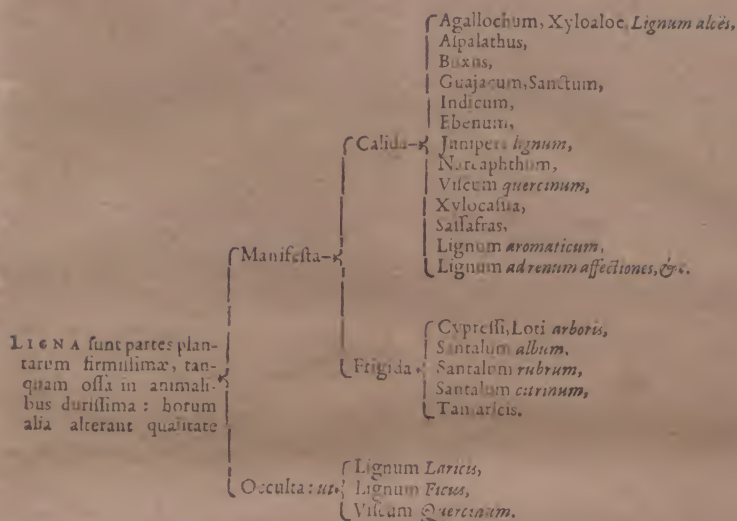 LIGNA ſunt partes plan-
tarum firmiſſimæ, tan-
quam oſſa in animali-
bus duriſſima : horum
alia alterant qualitate
Manifeſta
Calida
Agallochum, Xyloaloe, Lignum aloës,
Aſpalathus,
Buxus,
Guajacum, Sanctum,
Indicum,
Ebenum,
Juniperi lignum,
Narcaphthum,
Viſcum quercinum,
Xylocaſsia,
Saſſafras,
Lignum aromaticum,
Lignum ad renum affectiones, &c.
Frigida
Cypreſſi, Loti arboris,
Santalum album,
Santalum rubrum,
Santalum citrinum,
Tamaricis.
Occulta : ut
Lignum Laricis,
Lignum Ficus,
Viſcum Quercinum.